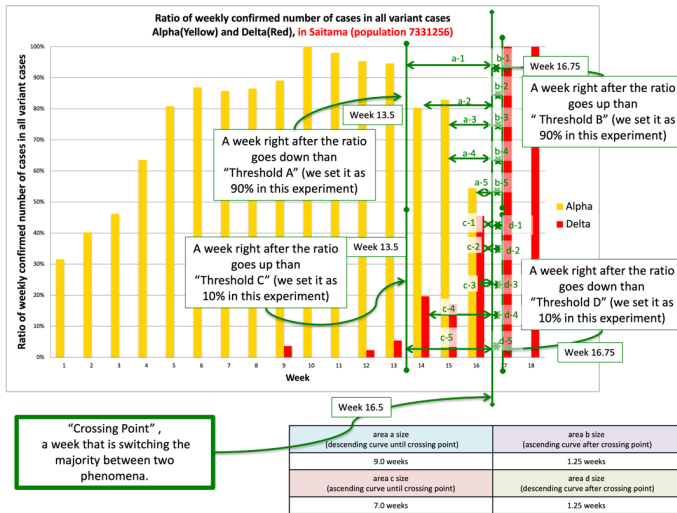 Ratio of weekly confirmed number of cases in all variant cases
Alpha(Yellow) and Delta(Red), in Saitama (population 7331256)
Ratio of weekly confirmed number of cases in all variant cases
100%
90%
80%
70%
60%
50%
40%
30%
20%
10%
0%
1 2 3 4 5 6 7 8 9 10 11 12 13 14 15 16 17 18
Week
Week 13.5
A week right after the ratio
goes down than
“Threshold A” (we set it as
90% in this experiment)
Week 13.5
A week right after the ratio
goes up than
“Threshold C” (we set it as
10% in this experiment)
a-1
a-2
a-3
a-4
a-5
b-1
b-2
b-3
b-4
b-5
c-1
c-2
c-3
c-4
c-5
d-1
d-2
d-3
d-4
d-5
Week 16.75
A week right after the ratio
goes up than
“ Threshold B” (we set it as
90% in this experiment)
Alpha
Delta
A week right after the ratio
goes down than
“Threshold D” (we set it as
10% in this experiment)
Week 16.75
Week 16.5
“Crossing Point” ,
a week that is switching the
majority between two
phenomena.
area a size
(descending curve until crossing point)
area b size
(ascending curve after crossing point)
9.0 weeks
1.25 weeks
area c size
(ascending curve until crossing point)
area d size
(descending curve after crossing point)
7.0 weeks
1.25 weeks